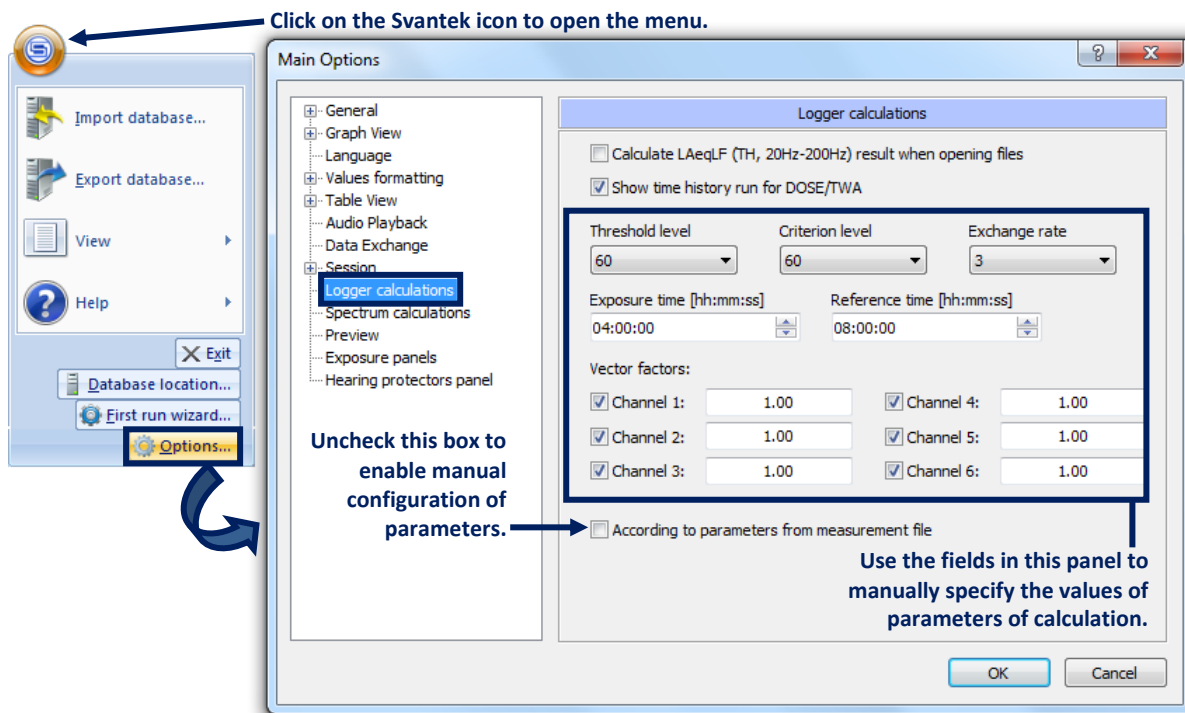 Click on the Svantek icon to open the menu.
Import database...
Export database...
View
Help
Exit
Database location...
First run wizard...
Options...
Main Options
General
Graph View
Language
Values formatting
Table View
Audio Playback
Data Exchange
Session
Logger calculations
Spectrum calculations
Preview
Exposure panels
Hearing protectors panel
Logger calculations
Calculate LAeqLF (TH, 20Hz-200Hz) result when opening files
Show time history run for DOSE/TWA
Threshold level Criterion level Exchange rate
60 60 3
Exposure time [hh:mm:ss] Reference time [hh:mm:ss]
04:00:00 08:00:00
Vector factors:
Channel 1: 1.00 Channel 4: 1.00
Channel 2: 1.00 Channel 5: 1.00
Channel 3: 1.00 Channel 6: 1.00
Uncheck this box to
enable manual
configuration of
parameters.
According to parameters from measurement file
Use the fields in this panel to
manually specify the values of
parameters of calculation.
OK Cancel